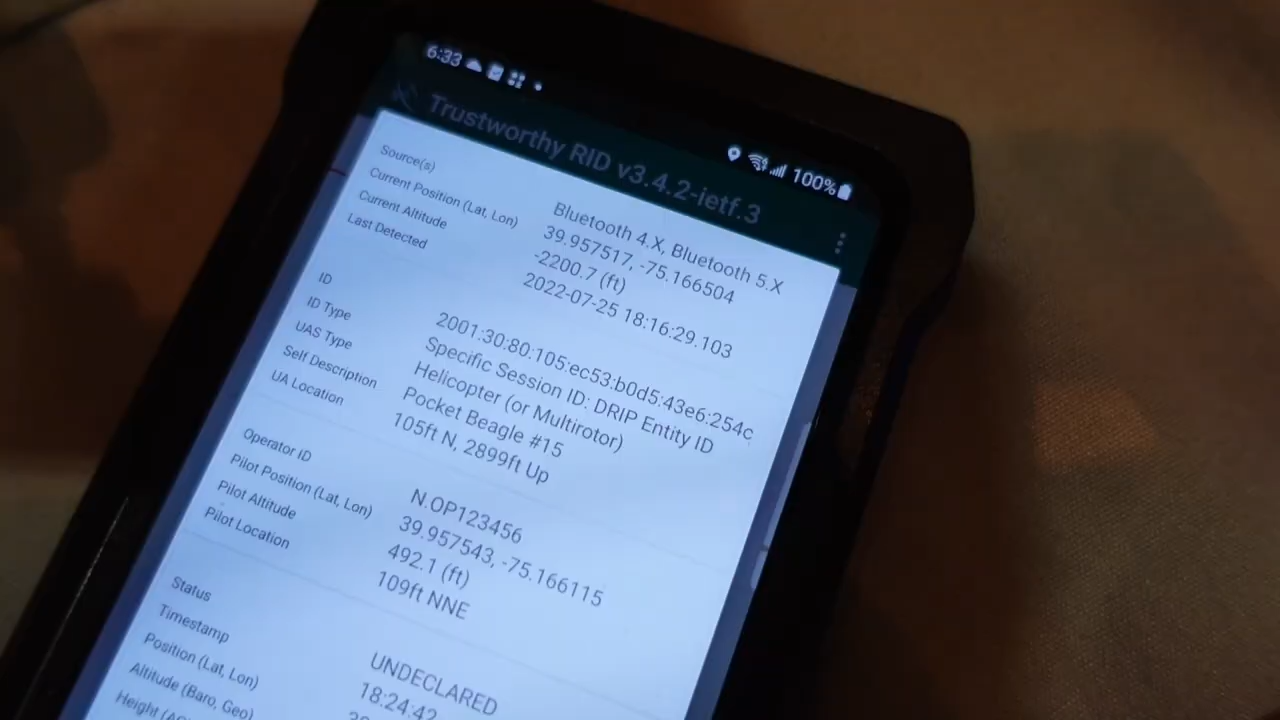 6:33 100%
Trustworthy RID v3.4.2-ietf.3
Source(s) Bluetooth 4.X, Bluetooth 5.X
Current Position (Lat, Lon) 39.957517, -75.166504
Current Altitude -2200.7 (ft)
Last Detected 2022-07-25 18:16:29.103
ID 2001:30:80:105:ec53:b0d5:43e6:254c
ID Type Specific Session ID: DRIP Entity ID
UAS Type Helicopter (or Multirotor)
Self Description Pocket Beagle #15
UA Location 105ft N, 2899ft Up
Operator ID N.OP123456
Pilot Position (Lat, Lon) 39.957543, -75.166115
Pilot Altitude 492.1 (ft)
Pilot Location 109ft NNE
Status UNDECLARED
Timestamp 18:24:42
Position (Lat, Lon)
Altitude (Baro, Geo)
Height